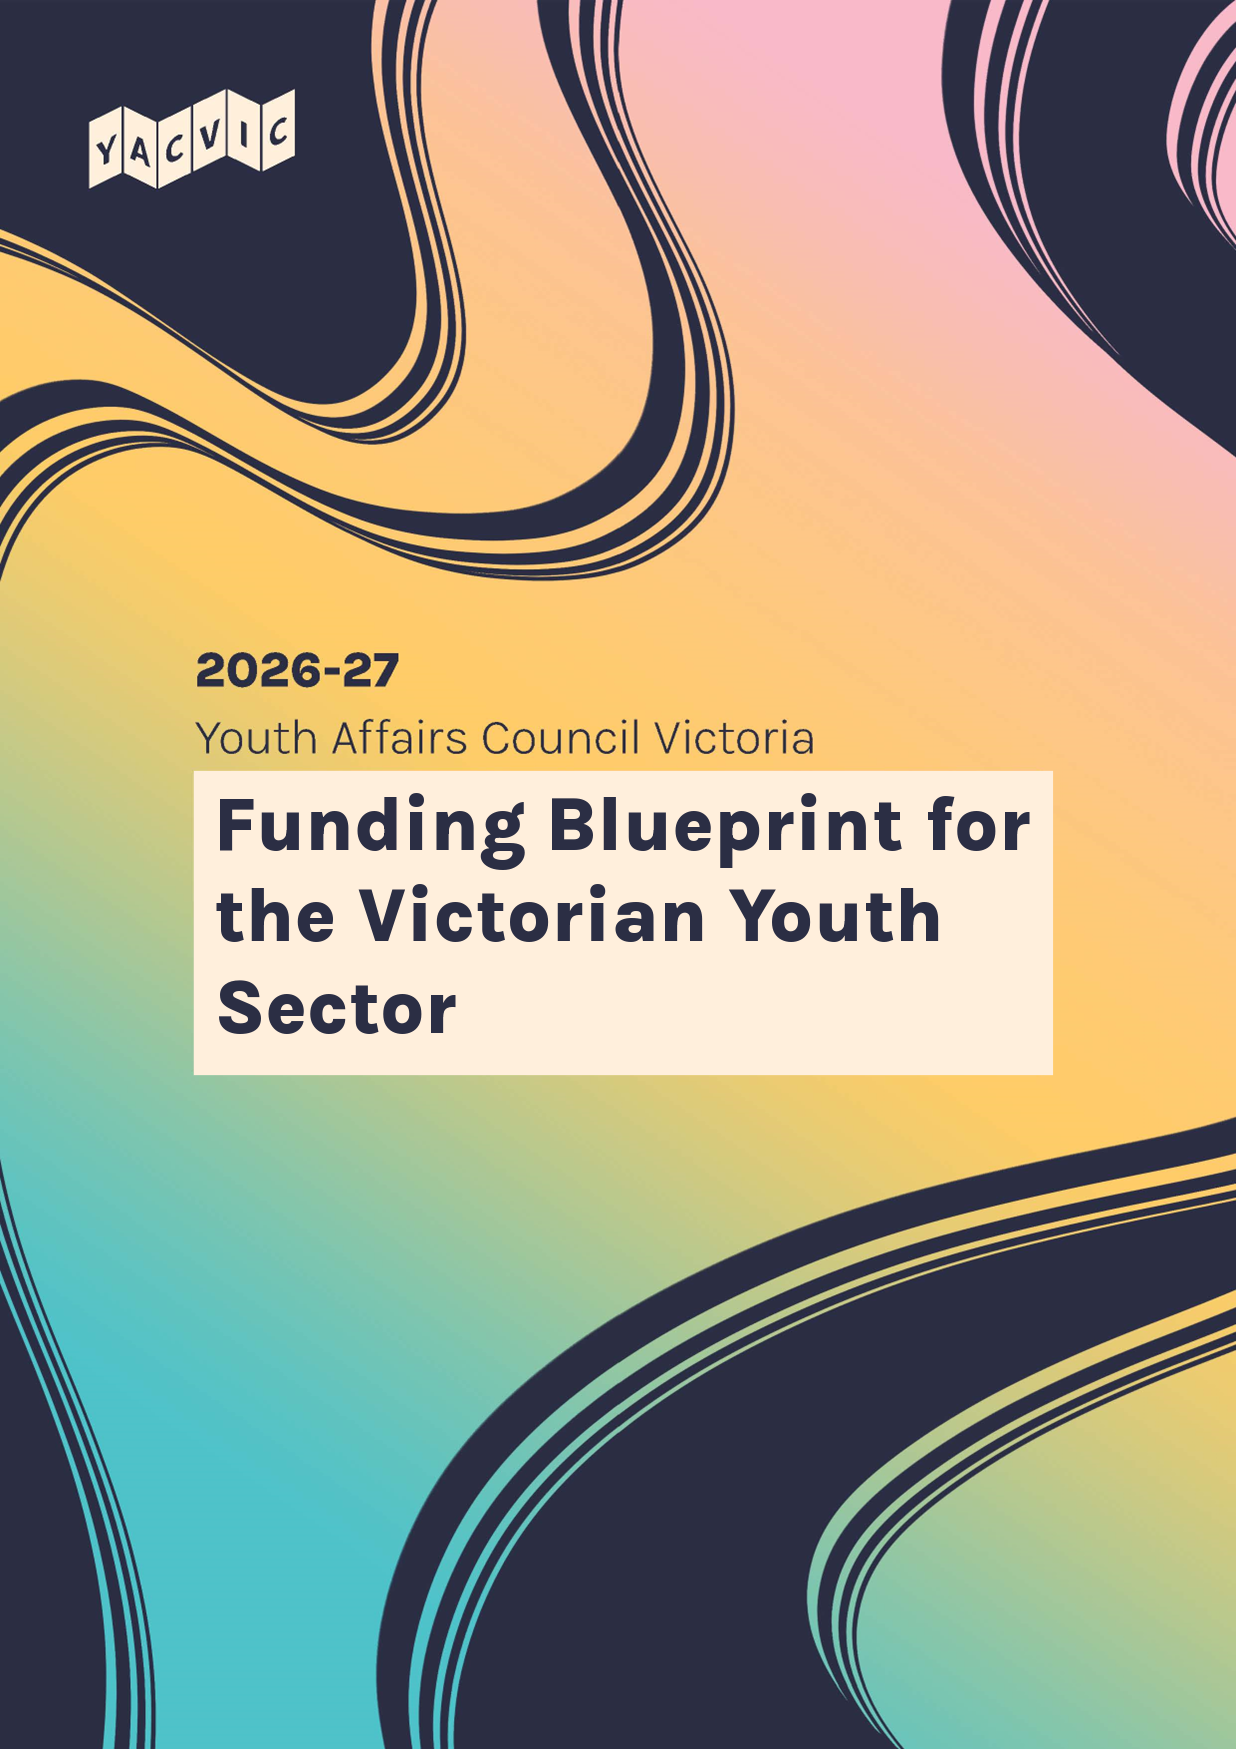 YACVIC
2026-27
Youth Affairs Council Victoria
Funding Blueprint for
the Victorian Youth
Sector